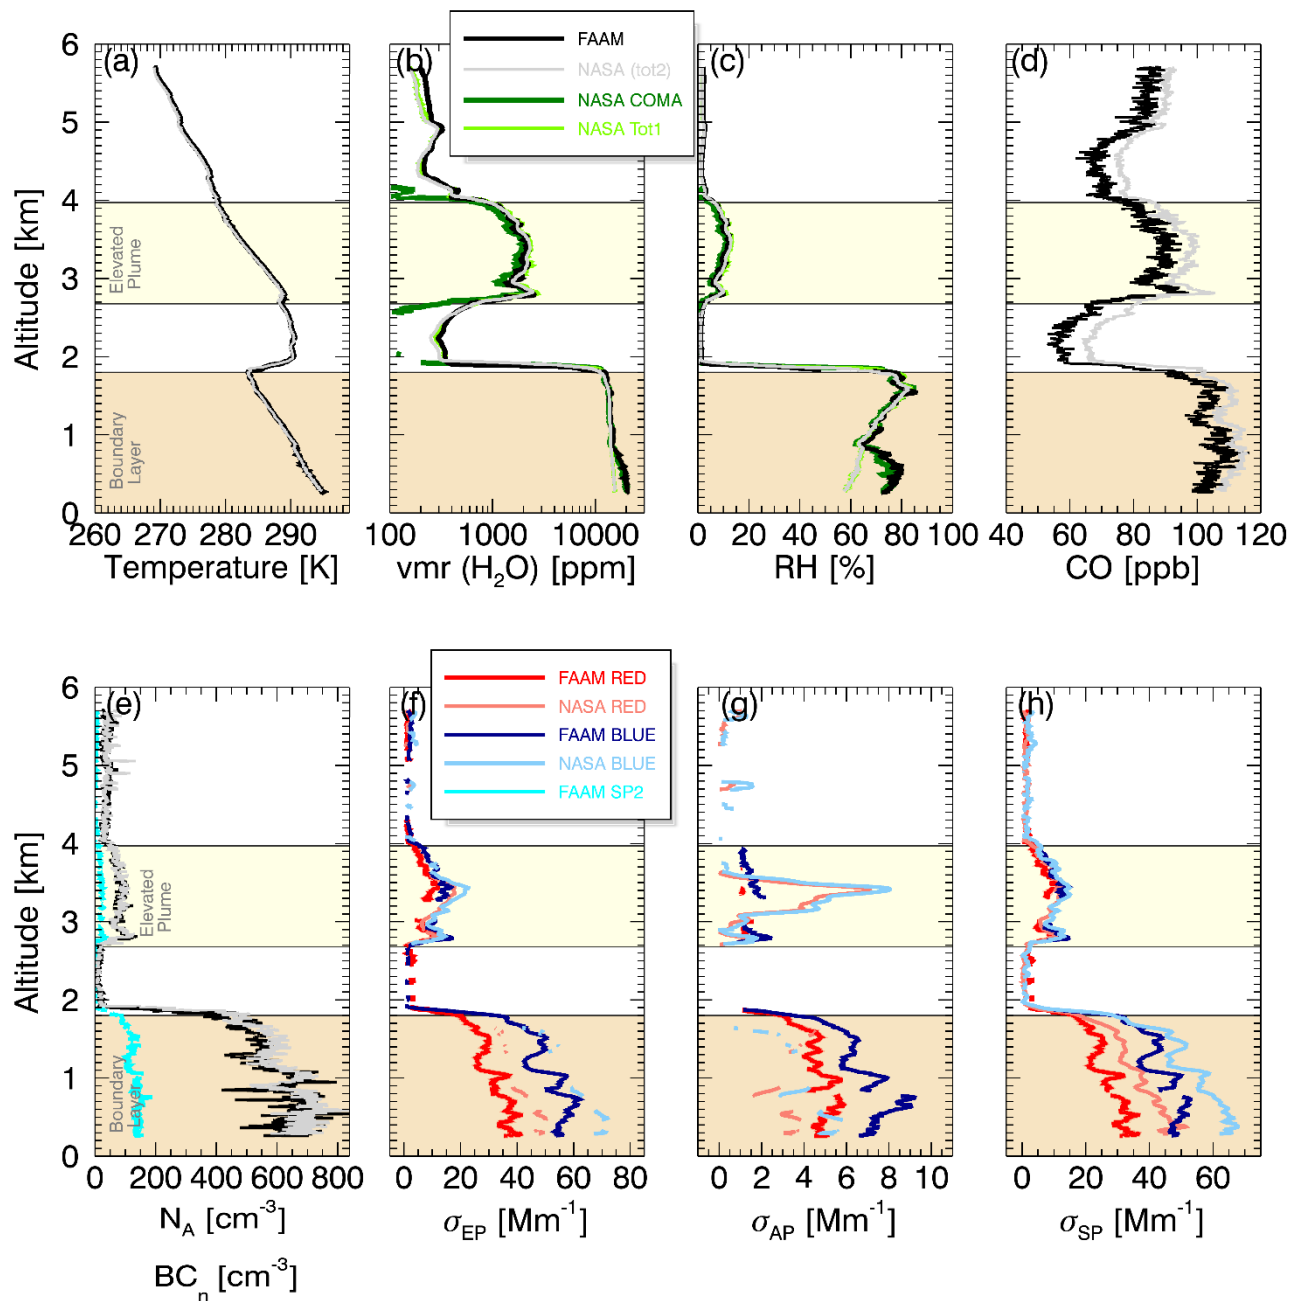 FAAM
NASA (tot2)
NASA COMA
NASA Tot1
(a)
(b)
(c)
(d)
Altitude [km]
6
5
4
3
2
1
0
Elevated
Plume
Boundary
Layer
260 270 280 290
100 1000 10000
0 20 40 60 80 100
40 60 80 100 120
Temperature [K]
vmr (H₂O) [ppm]
RH [%]
CO [ppb]
FAAM RED
NASA RED
FAAM BLUE
NASA BLUE
FAAM SP2
(e)
(f)
(g)
(h)
Altitude [km]
6
5
4
3
2
1
0
Elevated
Plume
Boundary
Layer
0 200 400 600 800
0 20 40 60 80
0 2 4 6 8 10
0 20 40 60
N_A [cm⁻³]
BC_n [cm⁻³]
σ_EP [Mm⁻¹]
σ_AP [Mm⁻¹]
σ_SP [Mm⁻¹]